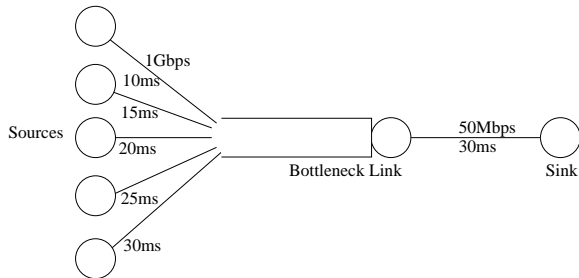 1Gbps
10ms
15ms
Sources
20ms
50Mbps
30ms
Bottleneck Link
Sink
25ms
30ms